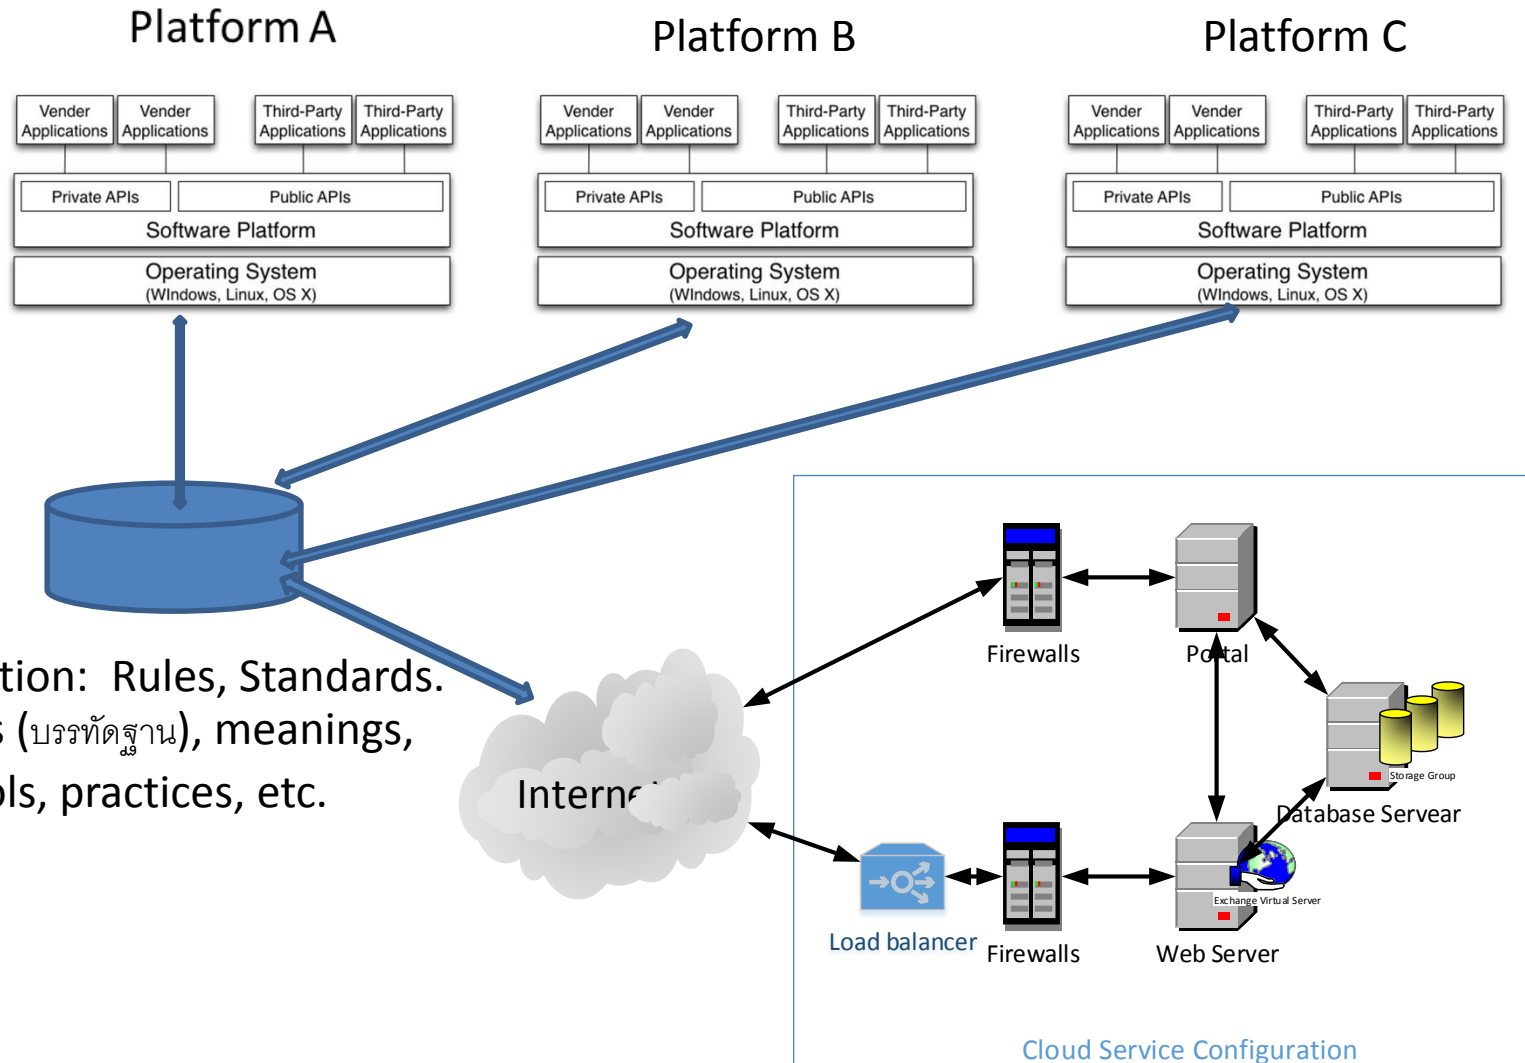 Platform A
Platform B
Platform C
Vender Applications
Vender Applications
Third-Party Applications
Third-Party Applications
Private APIs
Public APIs
Software Platform
Operating System
(WIndows, Linux, OS X)
Vender Applications
Vender Applications
Third-Party Applications
Third-Party Applications
Private APIs
Public APIs
Software Platform
Operating System
(WIndows, Linux, OS X)
Vender Applications
Vender Applications
Third-Party Applications
Third-Party Applications
Private APIs
Public APIs
Software Platform
Operating System
(WIndows, Linux, OS X)
tion: Rules, Standards.
s (บรรทัดฐาน), meanings,
ols, practices, etc.
Internet
Firewalls
Portal
Storage Group
Database Servear
Exchange Virtual Server
Load balancer
Firewalls
Web Server
Cloud Service Configuration